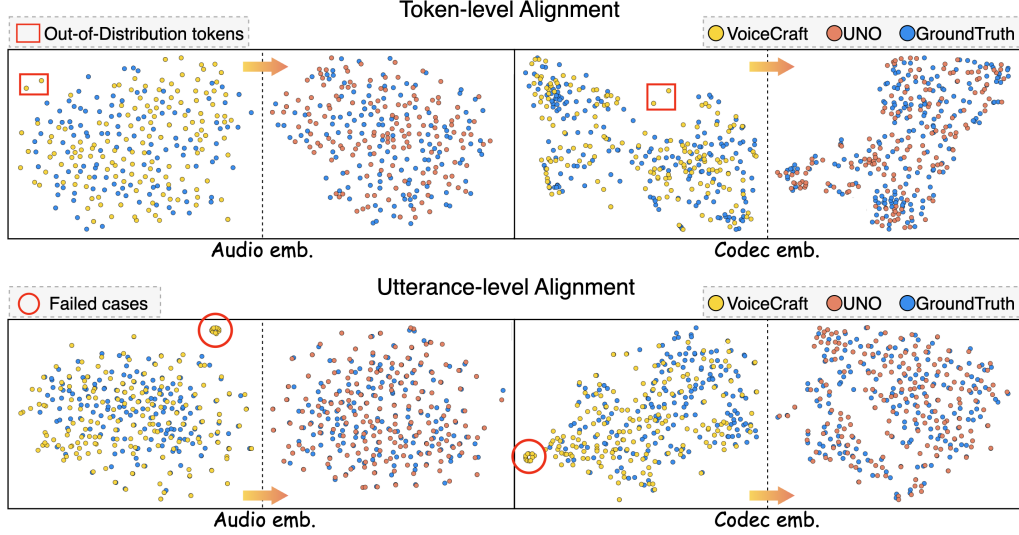 Token-level Alignment
Out-of-Distribution tokens
VoiceCraft UNO GroundTruth
Audio emb. Codec emb.
Utterance-level Alignment
Failed cases
VoiceCraft UNO GroundTruth
Audio emb. Codec emb.